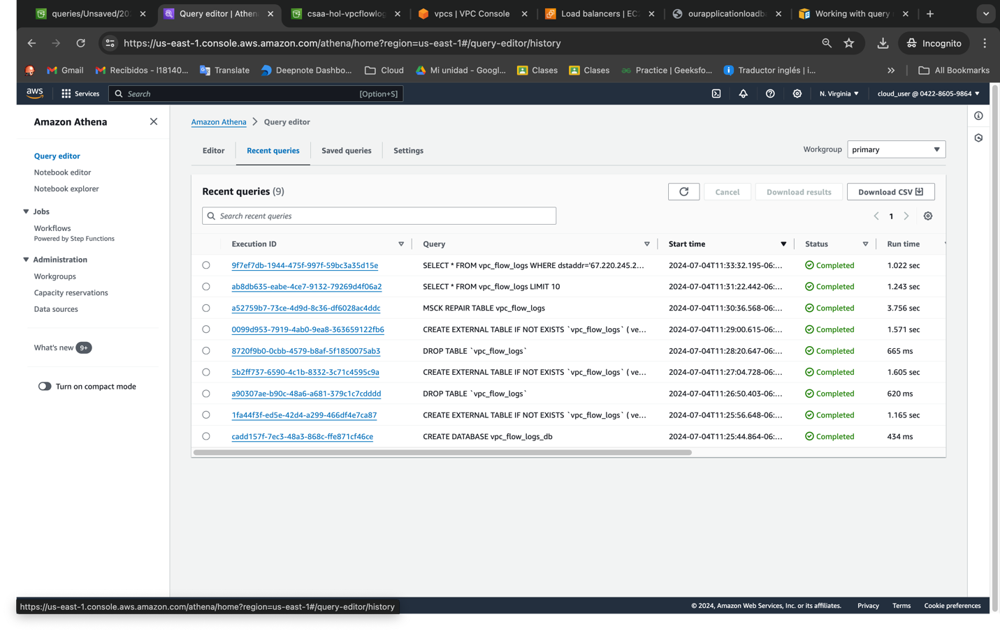 queries/Unsaved/20
Query editor | Athen
csaa-hol-vpcflowlog
vpcs | VPC Console
Load balancers | EC
ourapplicationloadb
Working with query
https://us-east-1.console.aws.amazon.com/athena/home?region=us-east-1#/query-editor/history
Incognito
Gmail
Recibidos - l18140...
Translate
Deepnote Dashbo...
Cloud
Mi unidad - Googl...
Clases
Clases
Practice | Geeksfo...
Traductor inglés | i...
All Bookmarks
aws
Services
Search
[Option+S]
N. Virginia
cloud_user @ 0422-8605-9864
Amazon Athena
Query editor
Notebook editor
Notebook explorer
Jobs
Workflows
Powered by Step Functions
Administration
Workgroups
Capacity reservations
Data sources
What's new 9+
Turn on compact mode
Amazon Athena > Query editor
Editor
Recent queries
Saved queries
Settings
Workgroup
primary
Recent queries (9)
Cancel
Download results
Download CSV
Search recent queries
1
Execution ID Query Start time Status Run time
9f7ef7db-1944-475f-997f-59bc3a35d15e SELECT * FROM vpc_flow_logs WHERE dstaddr='67.220.245.2... 2024-07-04T11:33:32.195-06:... Completed 1.022 sec
ab8db635-eabe-4ce7-9132-79269d4f06a2 SELECT * FROM vpc_flow_logs LIMIT 10 2024-07-04T11:31:22.442-06:... Completed 1.243 sec
a52759b7-73ce-4d9d-8c36-df6028ac4ddc MSCK REPAIR TABLE vpc_flow_logs 2024-07-04T11:30:36.568-06:... Completed 3.756 sec
0099d953-7919-4ab0-9ea8-363659122fb6 CREATE EXTERNAL TABLE IF NOT EXISTS `vpc_flow_logs` ( ve... 2024-07-04T11:29:00.615-06:... Completed 1.571 sec
8720f9b0-0cbb-4579-b8af-5f1850075ab3 DROP TABLE `vpc_flow_logs` 2024-07-04T11:28:20.647-06:... Completed 665 ms
5b2ff737-6590-4c1b-8332-3c71c4595c9a CREATE EXTERNAL TABLE IF NOT EXISTS `vpc_flow_logs` ( ve... 2024-07-04T11:27:04.728-06:... Completed 1.605 sec
a90307ae-b90c-48a6-a681-379c1c7cdddd DROP TABLE `vpc_flow_logs` 2024-07-04T11:26:50.403-06:... Completed 620 ms
1fa44f3f-ed5e-42d4-a299-466df4e7ca87 CREATE EXTERNAL TABLE IF NOT EXISTS `vpc_flow_logs` ( ve... 2024-07-04T11:25:56.648-06:... Completed 1.165 sec
cadd157f-7ec3-48a3-868c-ffe871cf46ce CREATE DATABASE vpc_flow_logs_db 2024-07-04T11:25:44.864-06:... Completed 434 ms
https://us-east-1.console.aws.amazon.com/athena/home?region=us-east-1#/query-editor/history
© 2024, Amazon Web Services, Inc. or its affiliates.
Privacy
Terms
Cookie preferences